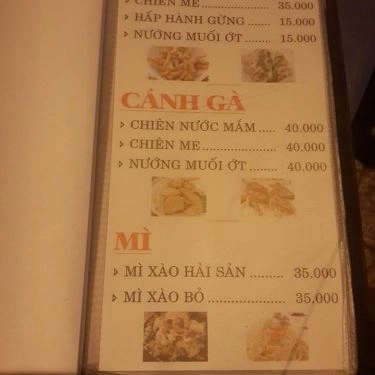 CHIÊN ME................ 35.000
HẤP HÀNH GỪNG ......... 15.000
NƯỚNG MUỐI ỚT ......... 15.000
CÁNH GÀ
CHIÊN NƯỚC MẮM ..... 40.000
CHIÊN ME................... 40.000
NƯỚNG MUỐI ỚT ......... 40.000
MÌ
MÌ XÀO HẢI SẢN ......... 35.000
MÌ XÀO BÒ ................ 35.000